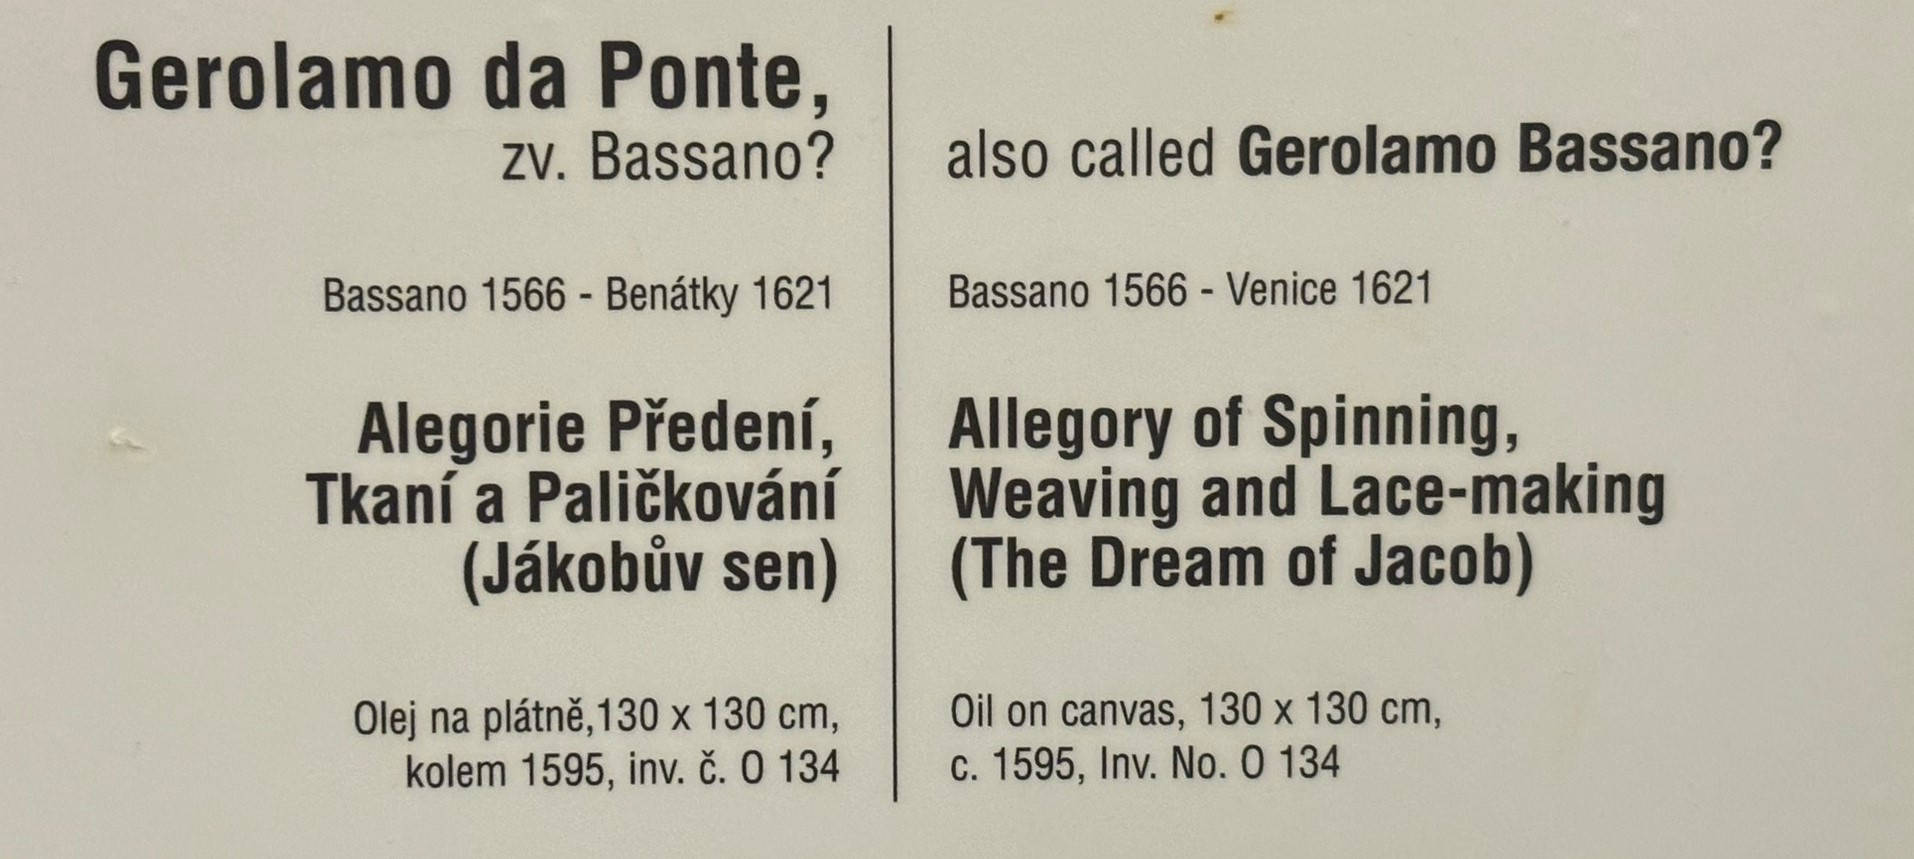 Gerolamo da Ponte,
zv. Bassano?
Bassano 1566 - Benátky 1621
Alegorie Předení,
Tkaní a Paličkování
(Jákobův sen)
Olej na plátně,130 x 130 cm,
kolem 1595, inv. č. O 134
also called Gerolamo Bassano?
Bassano 1566 - Venice 1621
Allegory of Spinning,
Weaving and Lace-making
(The Dream of Jacob)
Oil on canvas, 130 x 130 cm,
c. 1595, Inv. No. O 134